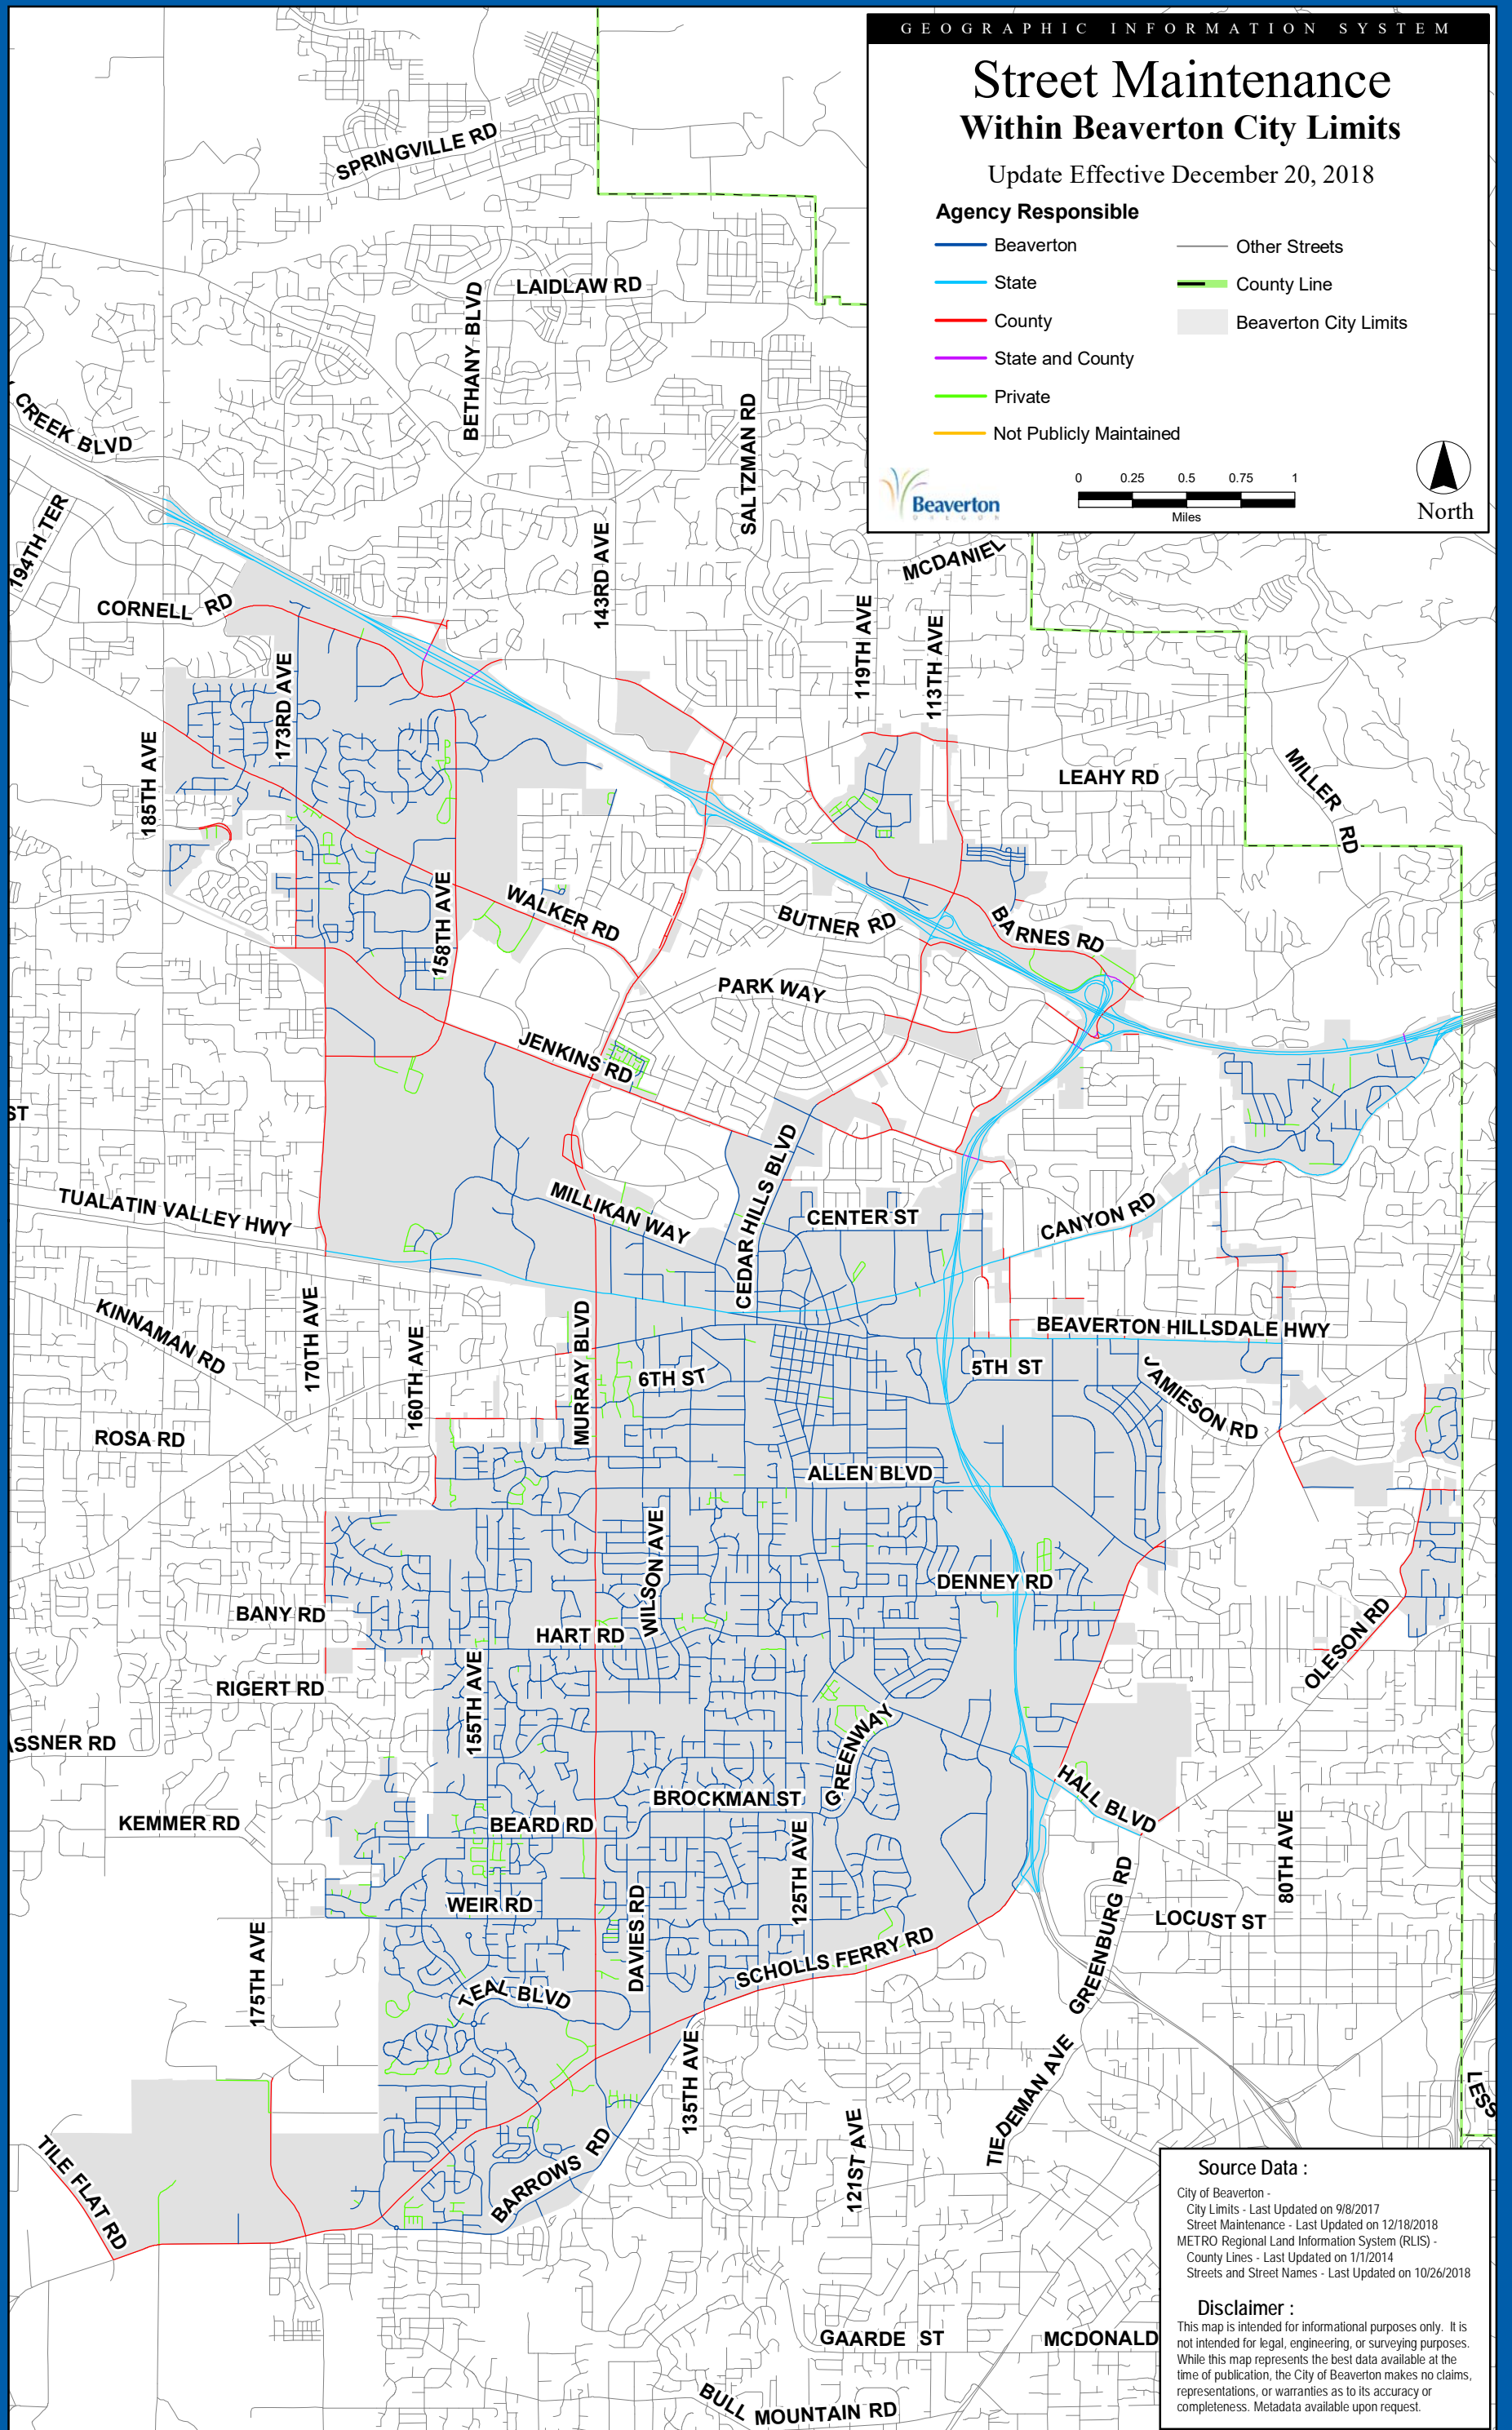 GEOGRAPHIC INFORMATION SYSTEM
Street Maintenance
Within Beaverton City Limits
Update Effective December 20, 2018
Agency Responsible
Beaverton
State
County
State and County
Private
Not Publicly Maintained
Other Streets
County Line
Beaverton City Limits
Beaverton
OREGON
0 0.25 0.5 0.75 1
Miles
North
SPRINGVILLE RD
LAIDLAW RD
BETHANY BLVD
SALTZMAN RD
CREEK BLVD
194TH TER
CORNELL RD
143RD AVE
MCDANIEL
119TH AVE
113TH AVE
173RD AVE
185TH AVE
LEAHY RD
MILLER RD
158TH AVE
WALKER RD
BUTNER RD
BARNES RD
PARK WAY
JENKINS RD
ST
TUALATIN VALLEY HWY
MILLIKAN WAY
CEDAR HILLS BLVD
CENTER ST
CANYON RD
KINNAMAN RD
170TH AVE
160TH AVE
MURRAY BLVD
BEAVERTON HILLSDALE HWY
6TH ST
5TH ST
JAMIESON RD
ROSA RD
ALLEN BLVD
WILSON AVE
DENNEY RD
BANY RD
HART RD
OLESON RD
RIGERT RD
155TH AVE
ASSNER RD
GREENWAY
HALL BLVD
BROCKMAN ST
KEMMER RD
BEARD RD
125TH AVE
80TH AVE
WEIR RD
DAVIES RD
GREENBURG RD
LOCUST ST
175TH AVE
SCHOLLS FERRY RD
TEAL BLVD
135TH AVE
TIEDEMAN AVE
LESS
121ST AVE
TILE FLAT RD
BARROWS RD
GAARDE ST
MCDONALD
BULL MOUNTAIN RD
Source Data :
City of Beaverton -
City Limits - Last Updated on 9/8/2017
Street Maintenance - Last Updated on 12/18/2018
METRO Regional Land Information System (RLIS) -
County Lines - Last Updated on 1/1/2014
Streets and Street Names - Last Updated on 10/26/2018
Disclaimer :
This map is intended for informational purposes only. It is
not intended for legal, engineering, or surveying purposes.
While this map represents the best data available at the
time of publication, the City of Beaverton makes no claims,
representations, or warranties as to its accuracy or
completeness. Metadata available upon request.